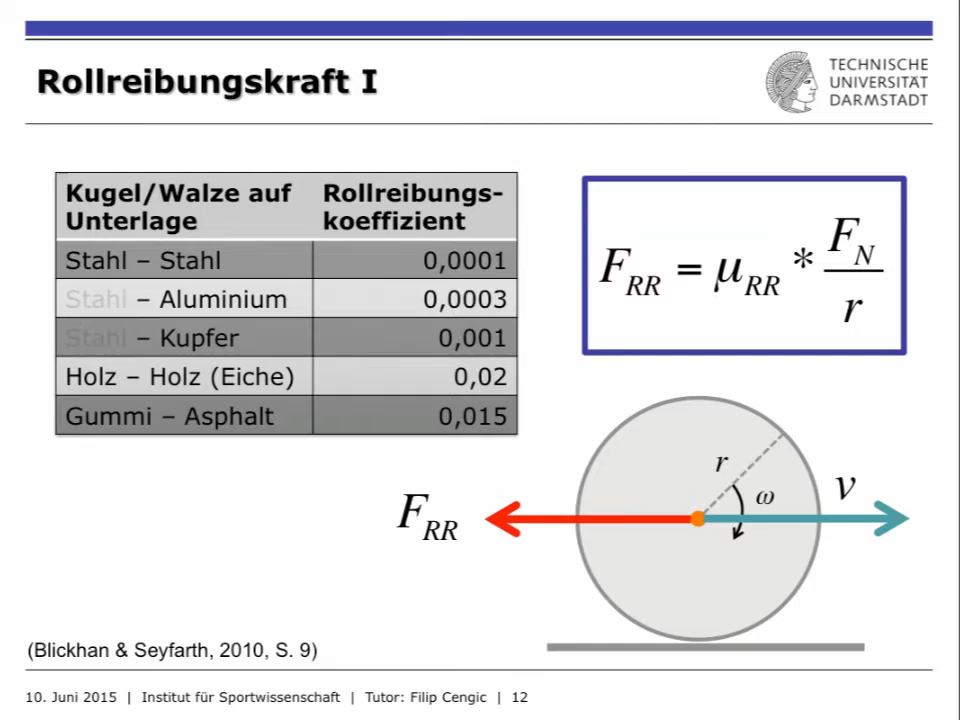 Rollreibungskraft I
TECHNISCHE
UNIVERSITÄT
DARMSTADT
Kugel/Walze auf Unterlage Rollreibungs-koeffizient
Stahl – Stahl 0,0001
Stahl – Aluminium 0,0003
Stahl – Kupfer 0,001
Holz – Holz (Eiche) 0,02
Gummi – Asphalt 0,015
F_RR = μ_RR * F_N / r
r
ω
v
F_RR
(Blickhan & Seyfarth, 2010, S. 9)
10. Juni 2015 | Institut für Sportwissenschaft | Tutor: Filip Cengic | 12